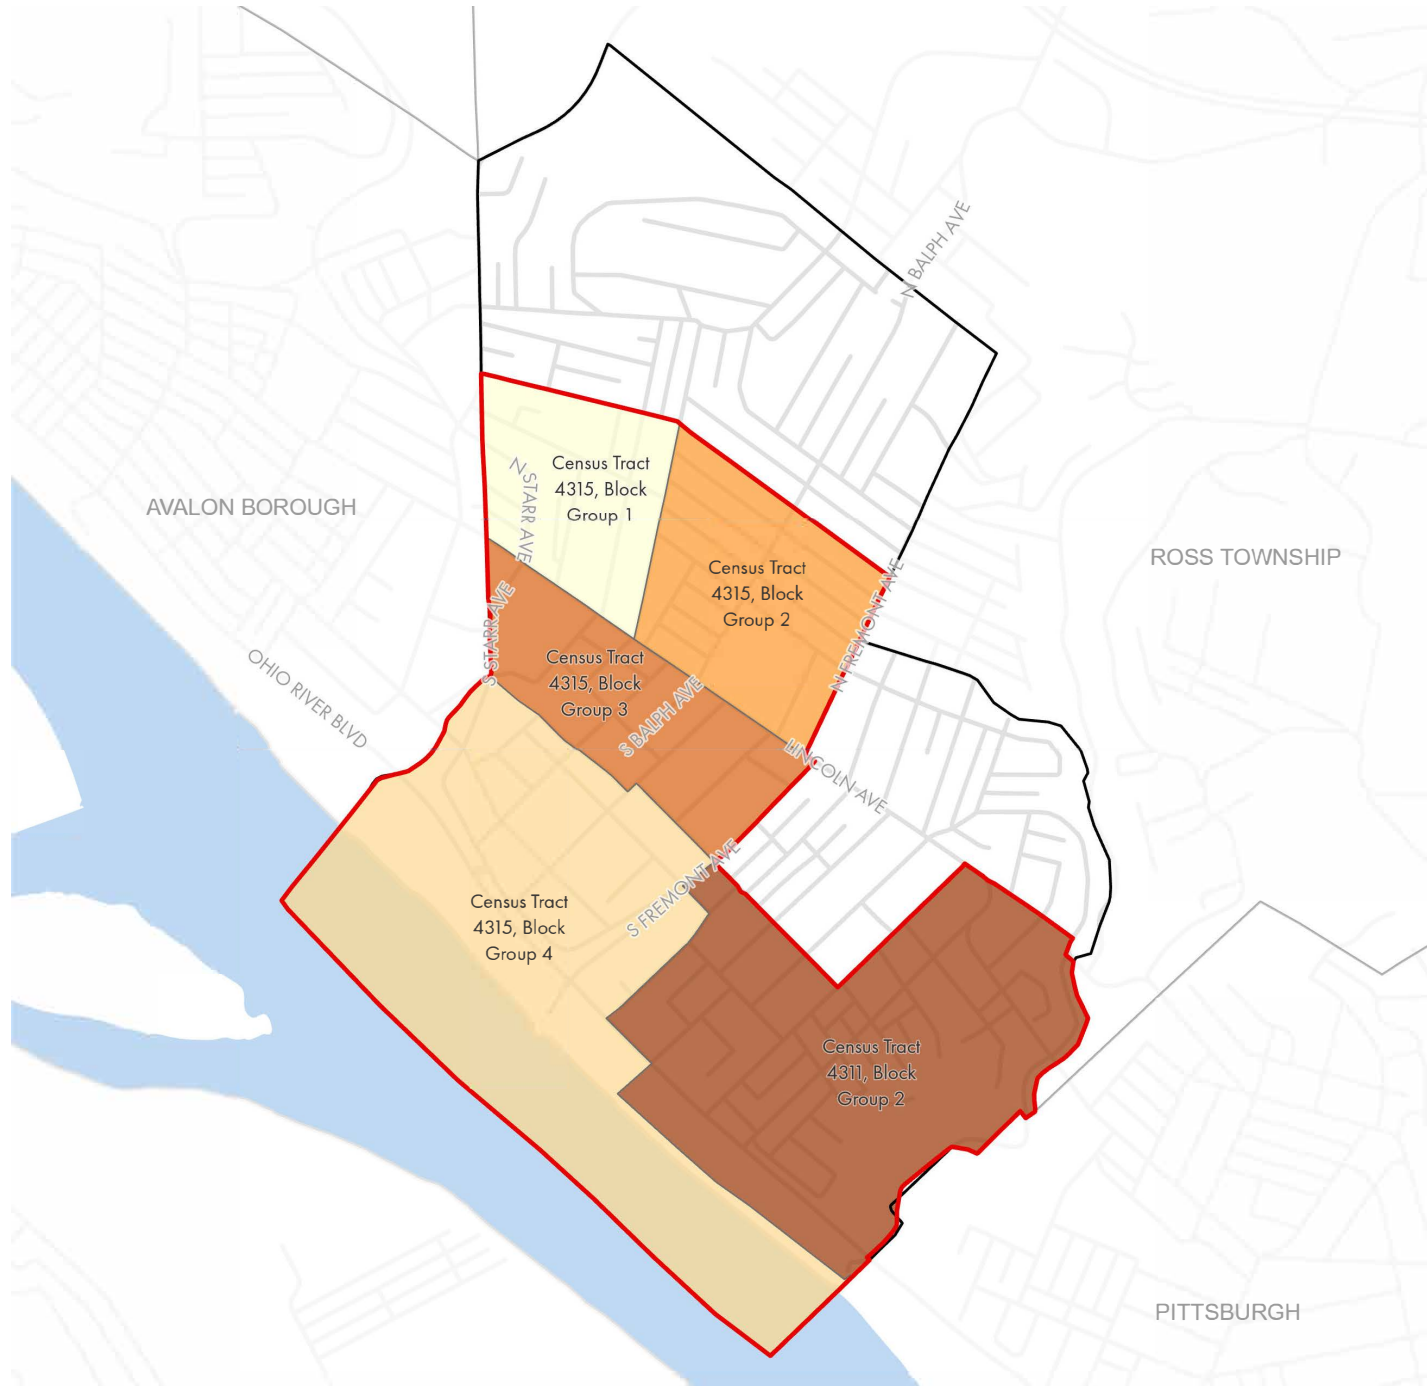 N BALPH AVE
Census Tract
4315, Block
Group 1
N STARR AVE
AVALON BOROUGH
ROSS TOWNSHIP
Census Tract
4315, Block
Group 2
N FREMONT AVE
S STARR AVE
Census Tract
4315, Block
Group 3
OHIO RIVER BLVD
S BALPH AVE
LINCOLN AVE
S FREMONT AVE
Census Tract
4315, Block
Group 4
Census Tract
4311, Block
Group 2
PITTSBURGH